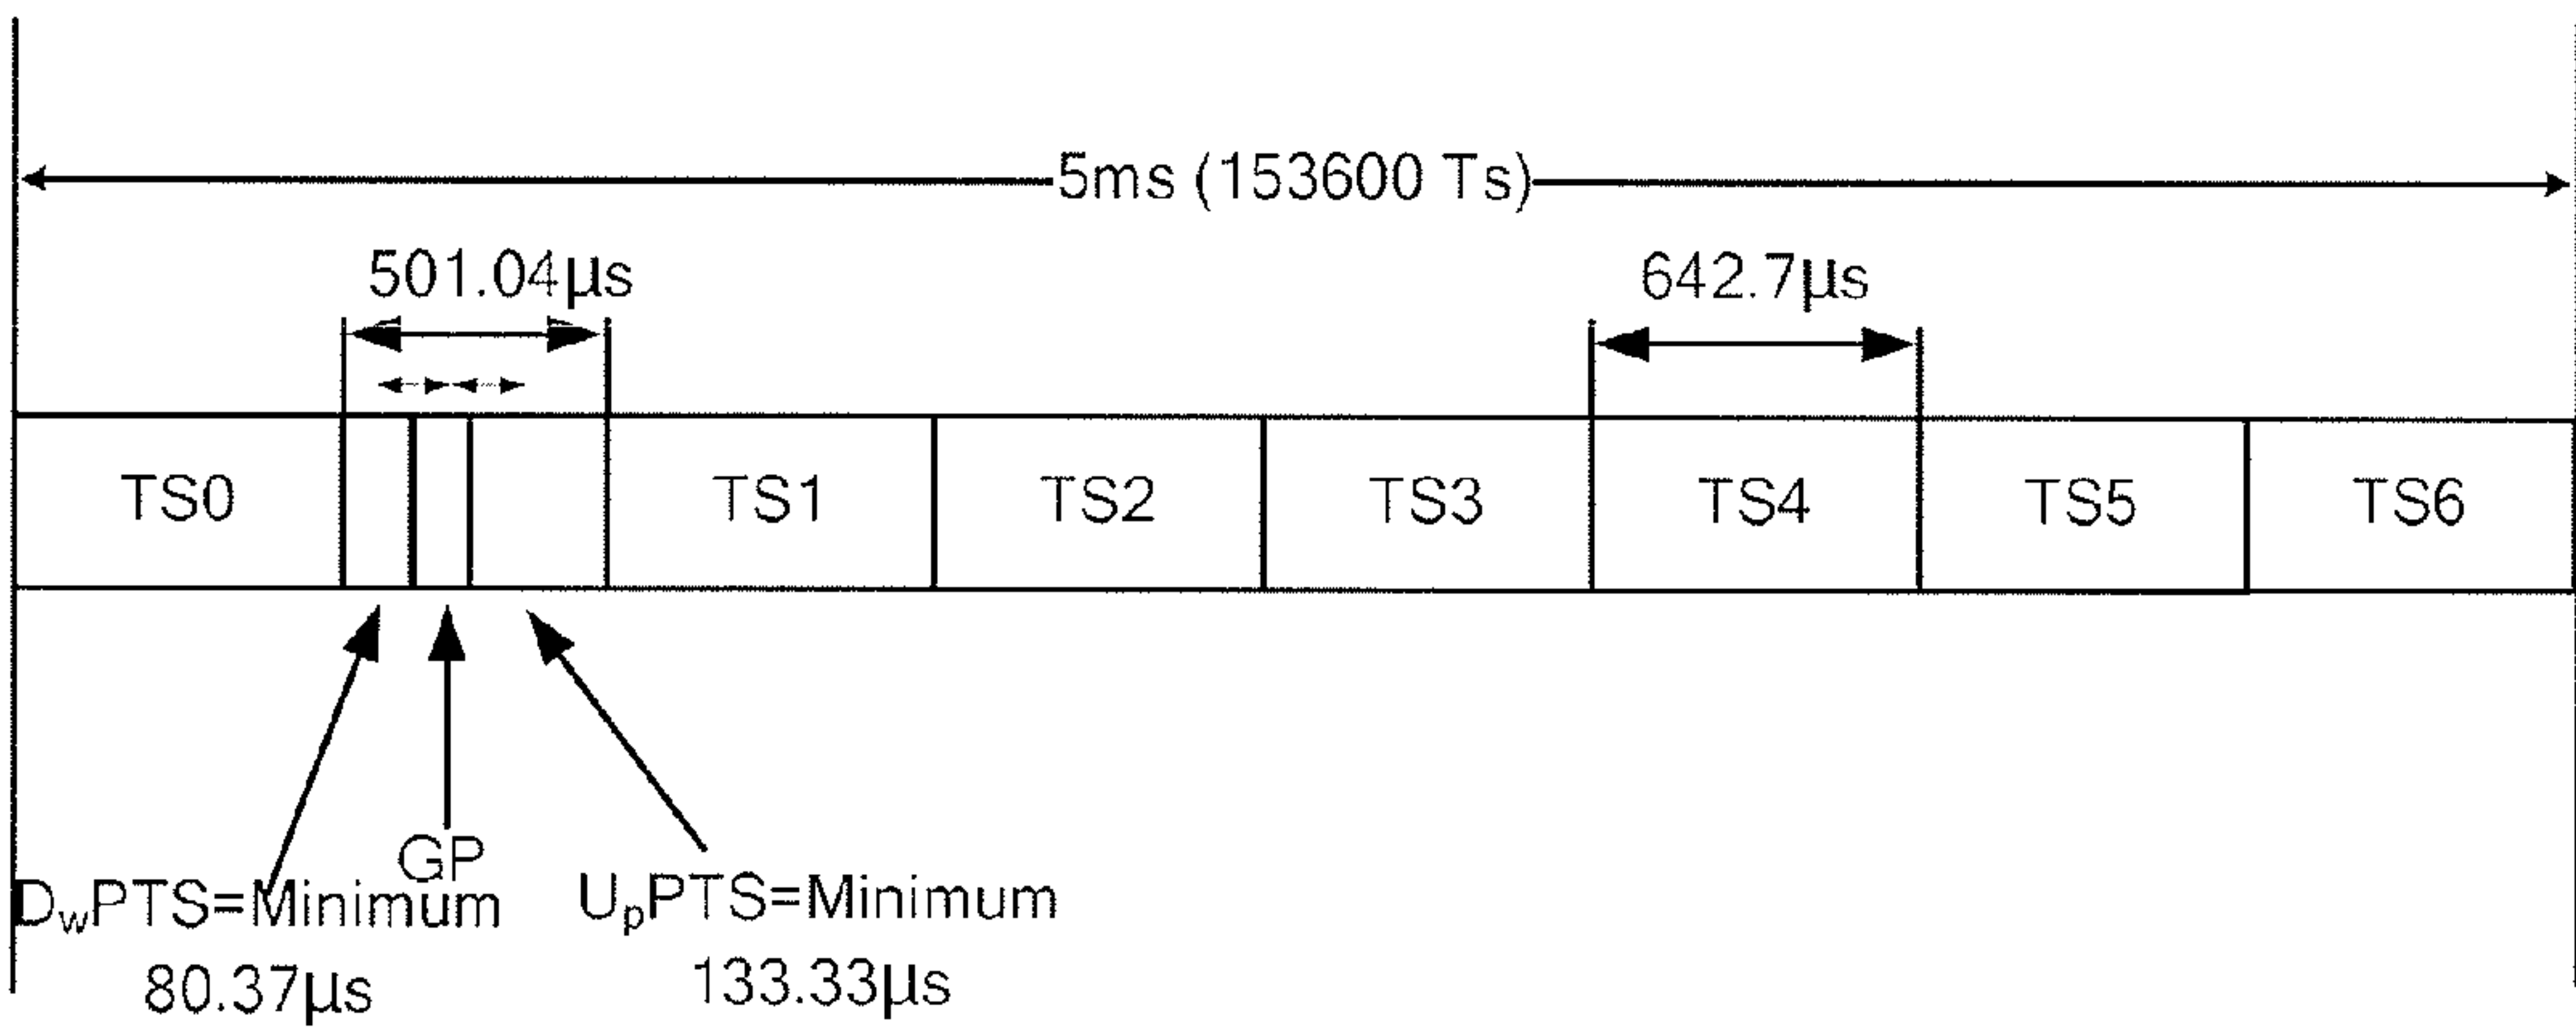 5ms (153600 Ts)
501.04µs
642.7µs
TS0
TS1
TS2
TS3
TS4
TS5
TS6
GP
DwPTS=Minimum
80.37µs
UpPTS=Minimum
133.33µs